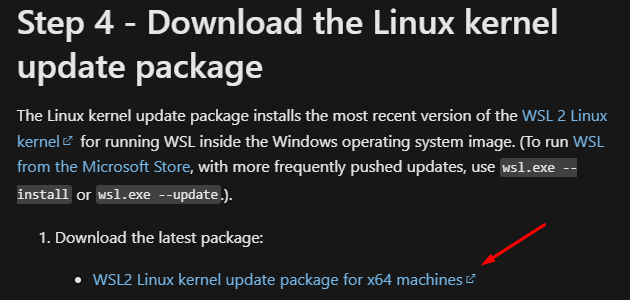 Step 4 - Download the Linux kernel
update package
The Linux kernel update package installs the most recent version of the WSL 2 Linux
kernel for running WSL inside the Windows operating system image. (To run WSL
from the Microsoft Store, with more frequently pushed updates, use wsl.exe --
install or wsl.exe --update.).
1. Download the latest package:
• WSL2 Linux kernel update package for x64 machines